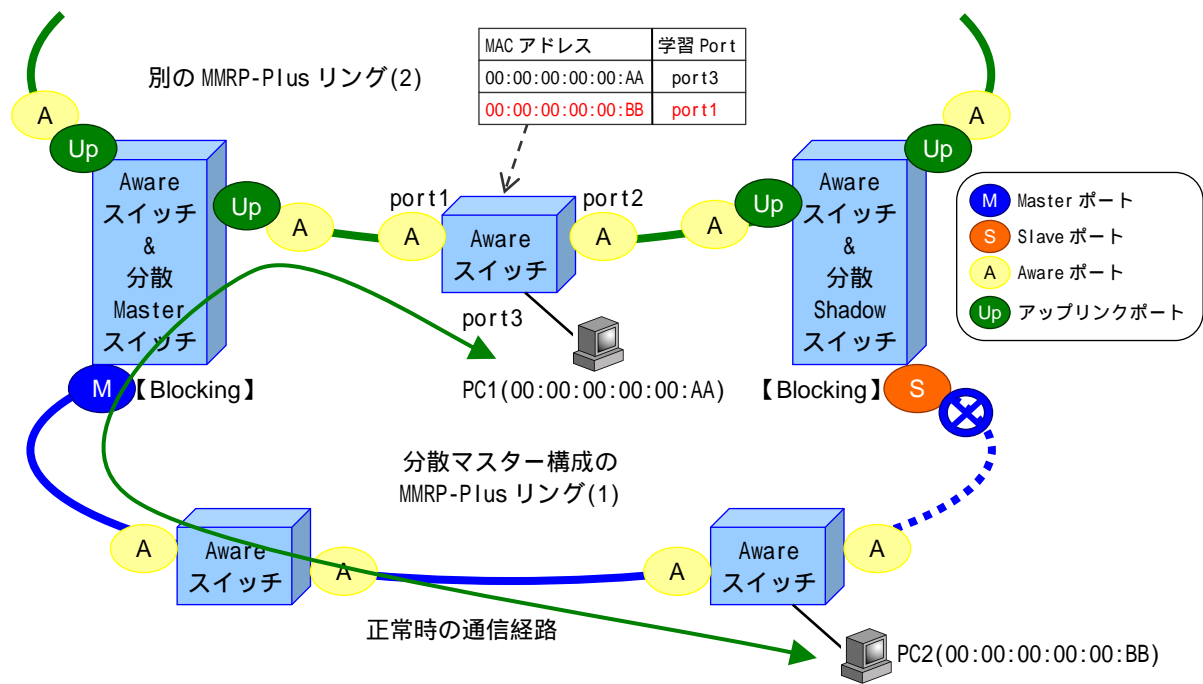 MACアドレス 学習Port
00:00:00:00:00:AA port3
00:00:00:00:00:BB port1
別の MMRP-Plus リング(2)
A
Up
A
Up
Aware
スイッチ
&
分散
Master
スイッチ
Up
A
port1
A
Aware
スイッチ
port2
A
A
Up
Aware
スイッチ
&
分散
Shadow
スイッチ
M Master ポート
S Slave ポート
A Aware ポート
Up アップリンクポート
port3
PC1(00:00:00:00:00:AA)
M
【Blocking】
【Blocking】
S
分散マスター構成の
MMRP-Plus リング(1)
A
Aware
スイッチ
A
A
Aware
スイッチ
A
正常時の通信経路
PC2(00:00:00:00:00:BB)